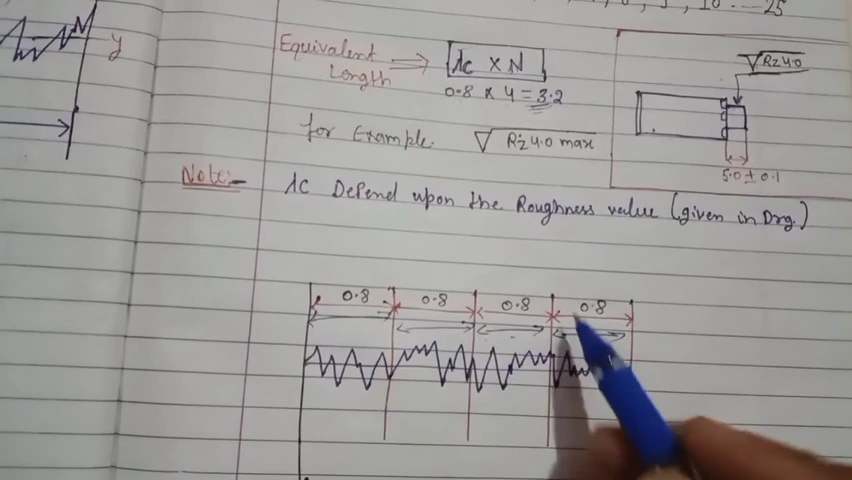 10 --- 25
y
Equivalent Length ⇒ λc × N
0.8 × 4 = 3.2
for Example. √ Rz 4.0 max
Rz 4.0
5.0 ± 0.1
Note:- λc Depend upon the Roughness value (given in Drg.)
0.8 0.8 0.8 0.8